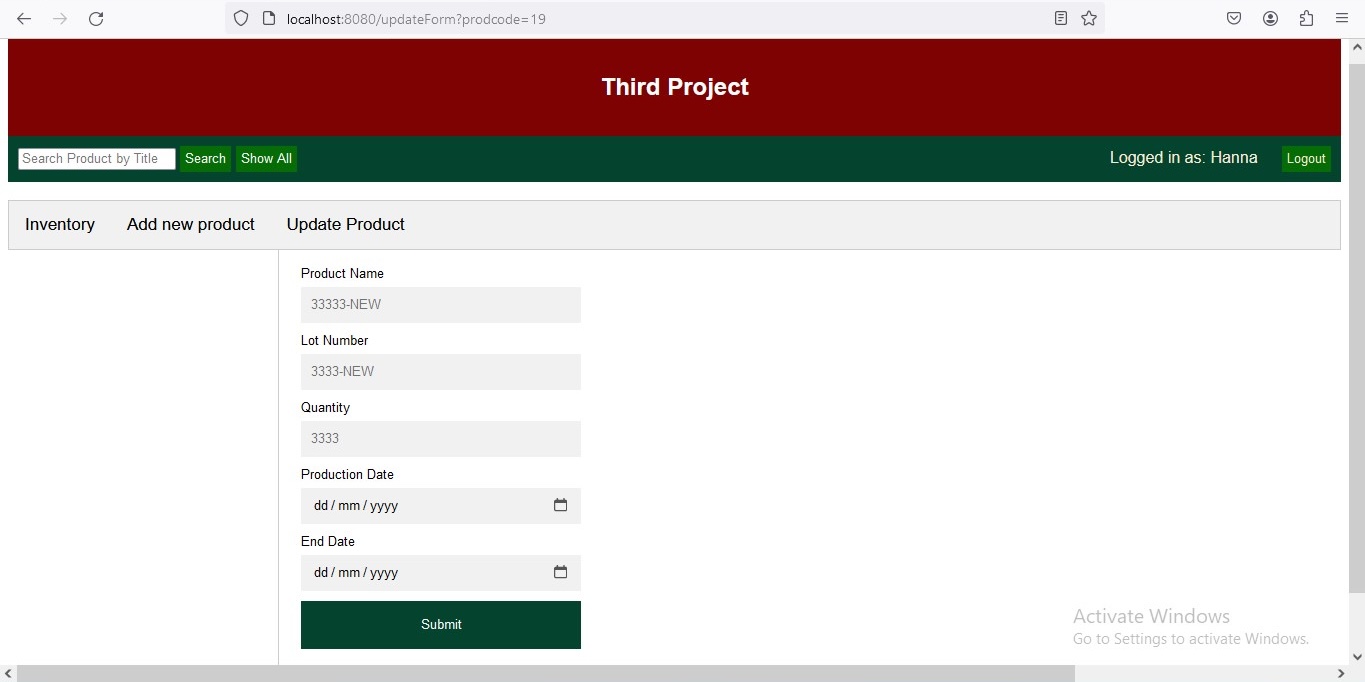 localhost:8080/updateForm?prodcode=19
Third Project
Search Product by Title Search Show All Logged in as: Hanna Logout
Inventory Add new product Update Product
Product Name
33333-NEW
Lot Number
3333-NEW
Quantity
3333
Production Date
dd / mm / yyyy
End Date
dd / mm / yyyy
Submit
Activate Windows
Go to Settings to activate Windows.